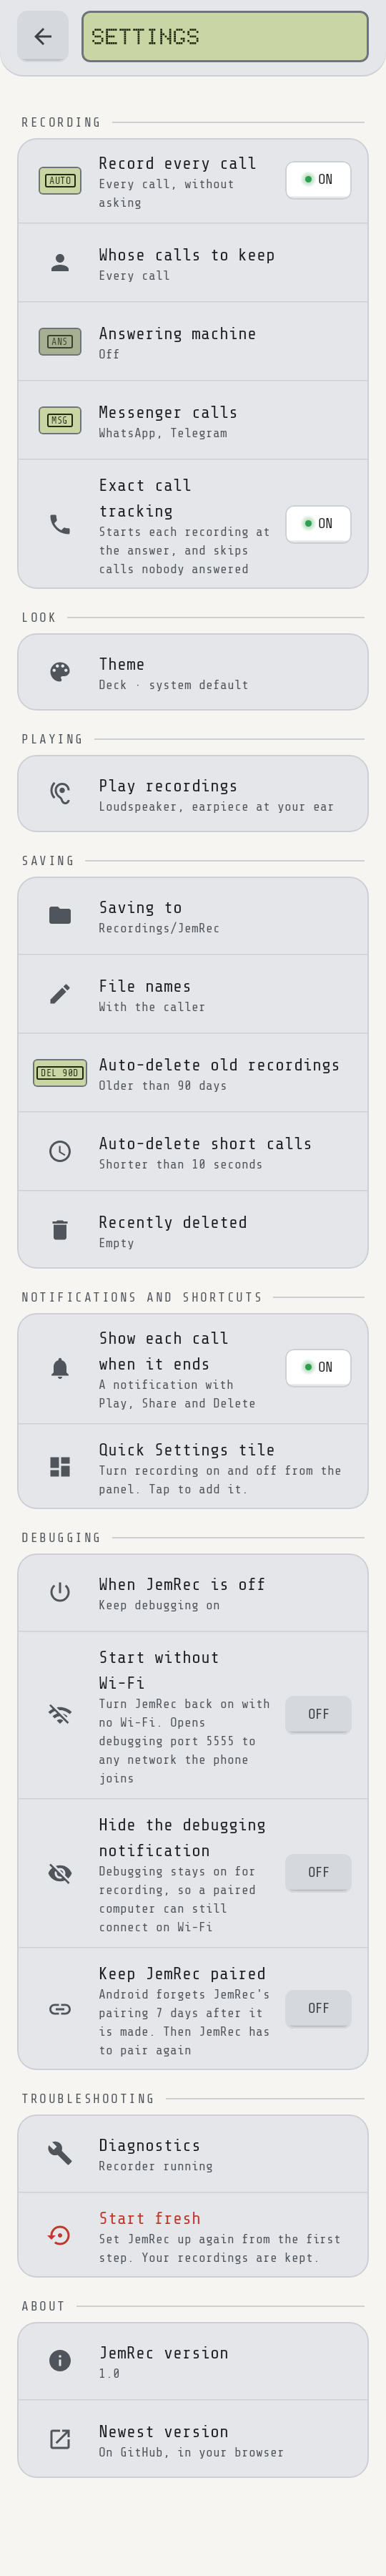 SETTINGS
RECORDING
AUTO
Record every call
Every call, without
asking
ON
Whose calls to keep
Every call
ANS
Answering machine
Off
MSG
Messenger calls
WhatsApp, Telegram
Exact call
tracking
Starts each recording at
the answer, and skips
calls nobody answered
ON
LOOK
Theme
Deck · system default
PLAYING
Play recordings
Loudspeaker, earpiece at your ear
SAVING
Saving to
Recordings/JemRec
File names
With the caller
DEL 90D
Auto-delete old recordings
Older than 90 days
Auto-delete short calls
Shorter than 10 seconds
Recently deleted
Empty
NOTIFICATIONS AND SHORTCUTS
Show each call
when it ends
A notification with
Play, Share and Delete
ON
Quick Settings tile
Turn recording on and off from the
panel. Tap to add it.
DEBUGGING
When JemRec is off
Keep debugging on
Start without
Wi-Fi
Turn JemRec back on with
no Wi-Fi. Opens
debugging port 5555 to
any network the phone
joins
OFF
Hide the debugging
notification
Debugging stays on for
recording, so a paired
computer can still
connect on Wi-Fi
OFF
Keep JemRec paired
Android forgets JemRec's
pairing 7 days after it
is made. Then JemRec has
to pair again
OFF
TROUBLESHOOTING
Diagnostics
Recorder running
Start fresh
Set JemRec up again from the first
step. Your recordings are kept.
ABOUT
JemRec version
1.0
Newest version
On GitHub, in your browser